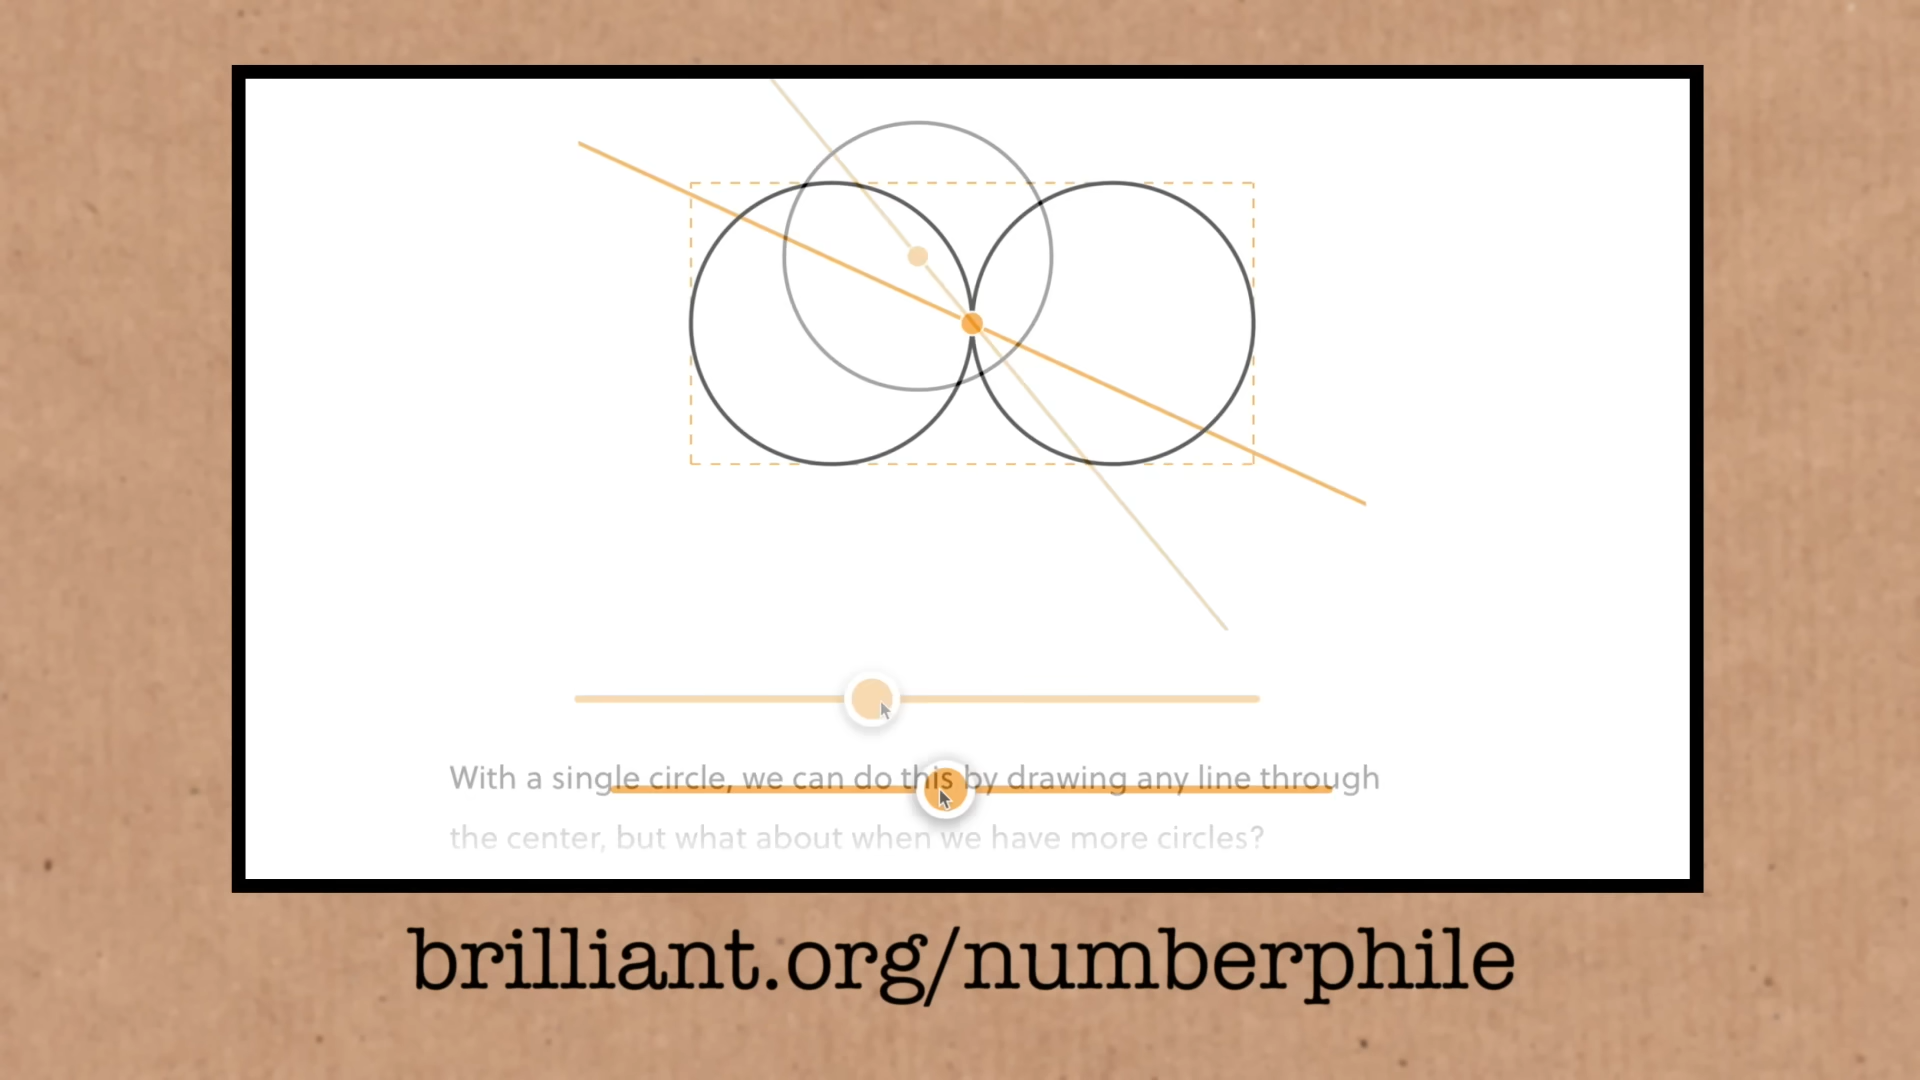 With a single circle, we can do this by drawing any line through
the center, but what about when we have more circles?
brilliant.org/numberphile